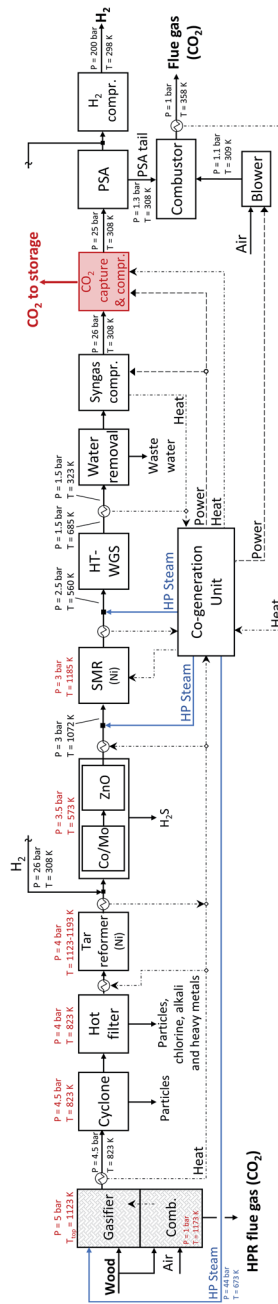 P = 5 bar
Ttop = 1123 K
Gasifier
Comb.
P = 1 bar
T = 1173 K
Wood
Air
HP Steam
P = 44 bar
T = 673 K
HPR flue gas (CO2)
P = 4.5 bar
T = 823 K
Heat
P = 4.5 bar
T = 823 K
Cyclone
Particles
P = 4 bar
T = 823 K
Hot
filter
Particles,
chlorine, alkali
and heavy metals
P = 4 bar
T = 1123-1193 K
Tar
reformer
(Ni)
H2
P = 26 bar
T = 308 K
P = 3.5 bar
T = 573 K
Co/Mo
ZnO
H2S
P = 3 bar
T = 1072 K
HP Steam
P = 3 bar
T = 1185 K
SMR
(Ni)
P = 2.5 bar
T = 560 K
HP Steam
HT-
WGS
P = 1.5 bar
T = 685 K
P = 1.5 bar
T = 323 K
Water
removal
Waste
water
Syngas
compr.
Heat
P = 26 bar
T = 308 K
CO2 to storage
CO2
capture
& compr.
P = 25 bar
T = 308 K
PSA
P = 1.3 bar
T = 308 K
PSA tail
H2
compr.
P = 200 bar
T = 298 K
H2
Co-generation
Unit
Power
Heat
Power
Heat
Combustor
P = 1 bar
T = 358 K
Flue gas
(CO2)
P = 1.1 bar
T = 309 K
Blower
Air